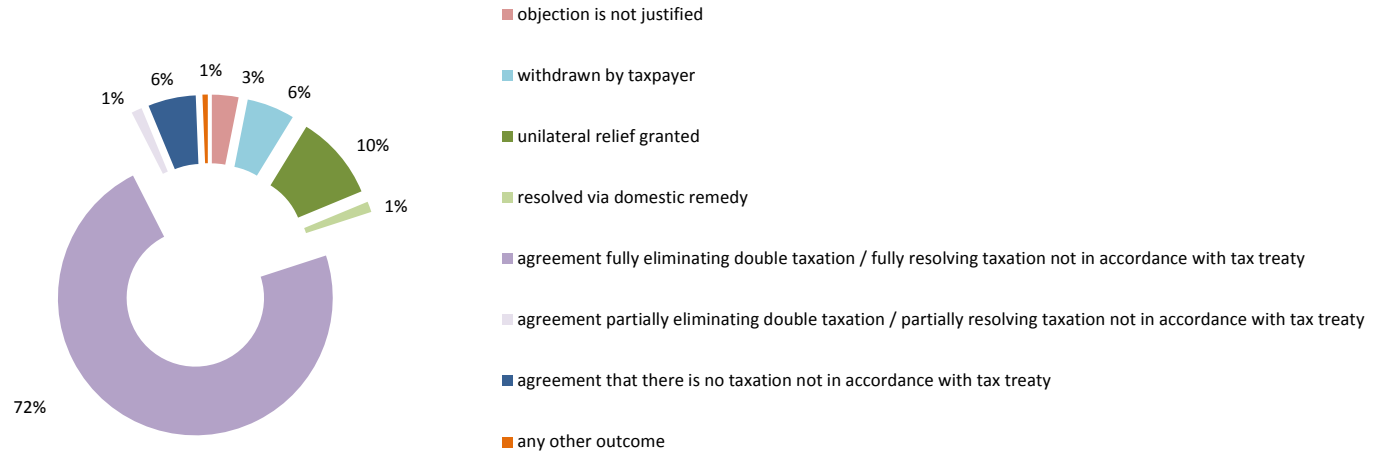 objection is not justified
withdrawn by taxpayer
unilateral relief granted
resolved via domestic remedy
agreement fully eliminating double taxation / fully resolving taxation not in accordance with tax treaty
agreement partially eliminating double taxation / partially resolving taxation not in accordance with tax treaty
agreement that there is no taxation not in accordance with tax treaty
any other outcome
1%
6%
1%
3%
6%
10%
1%
72%